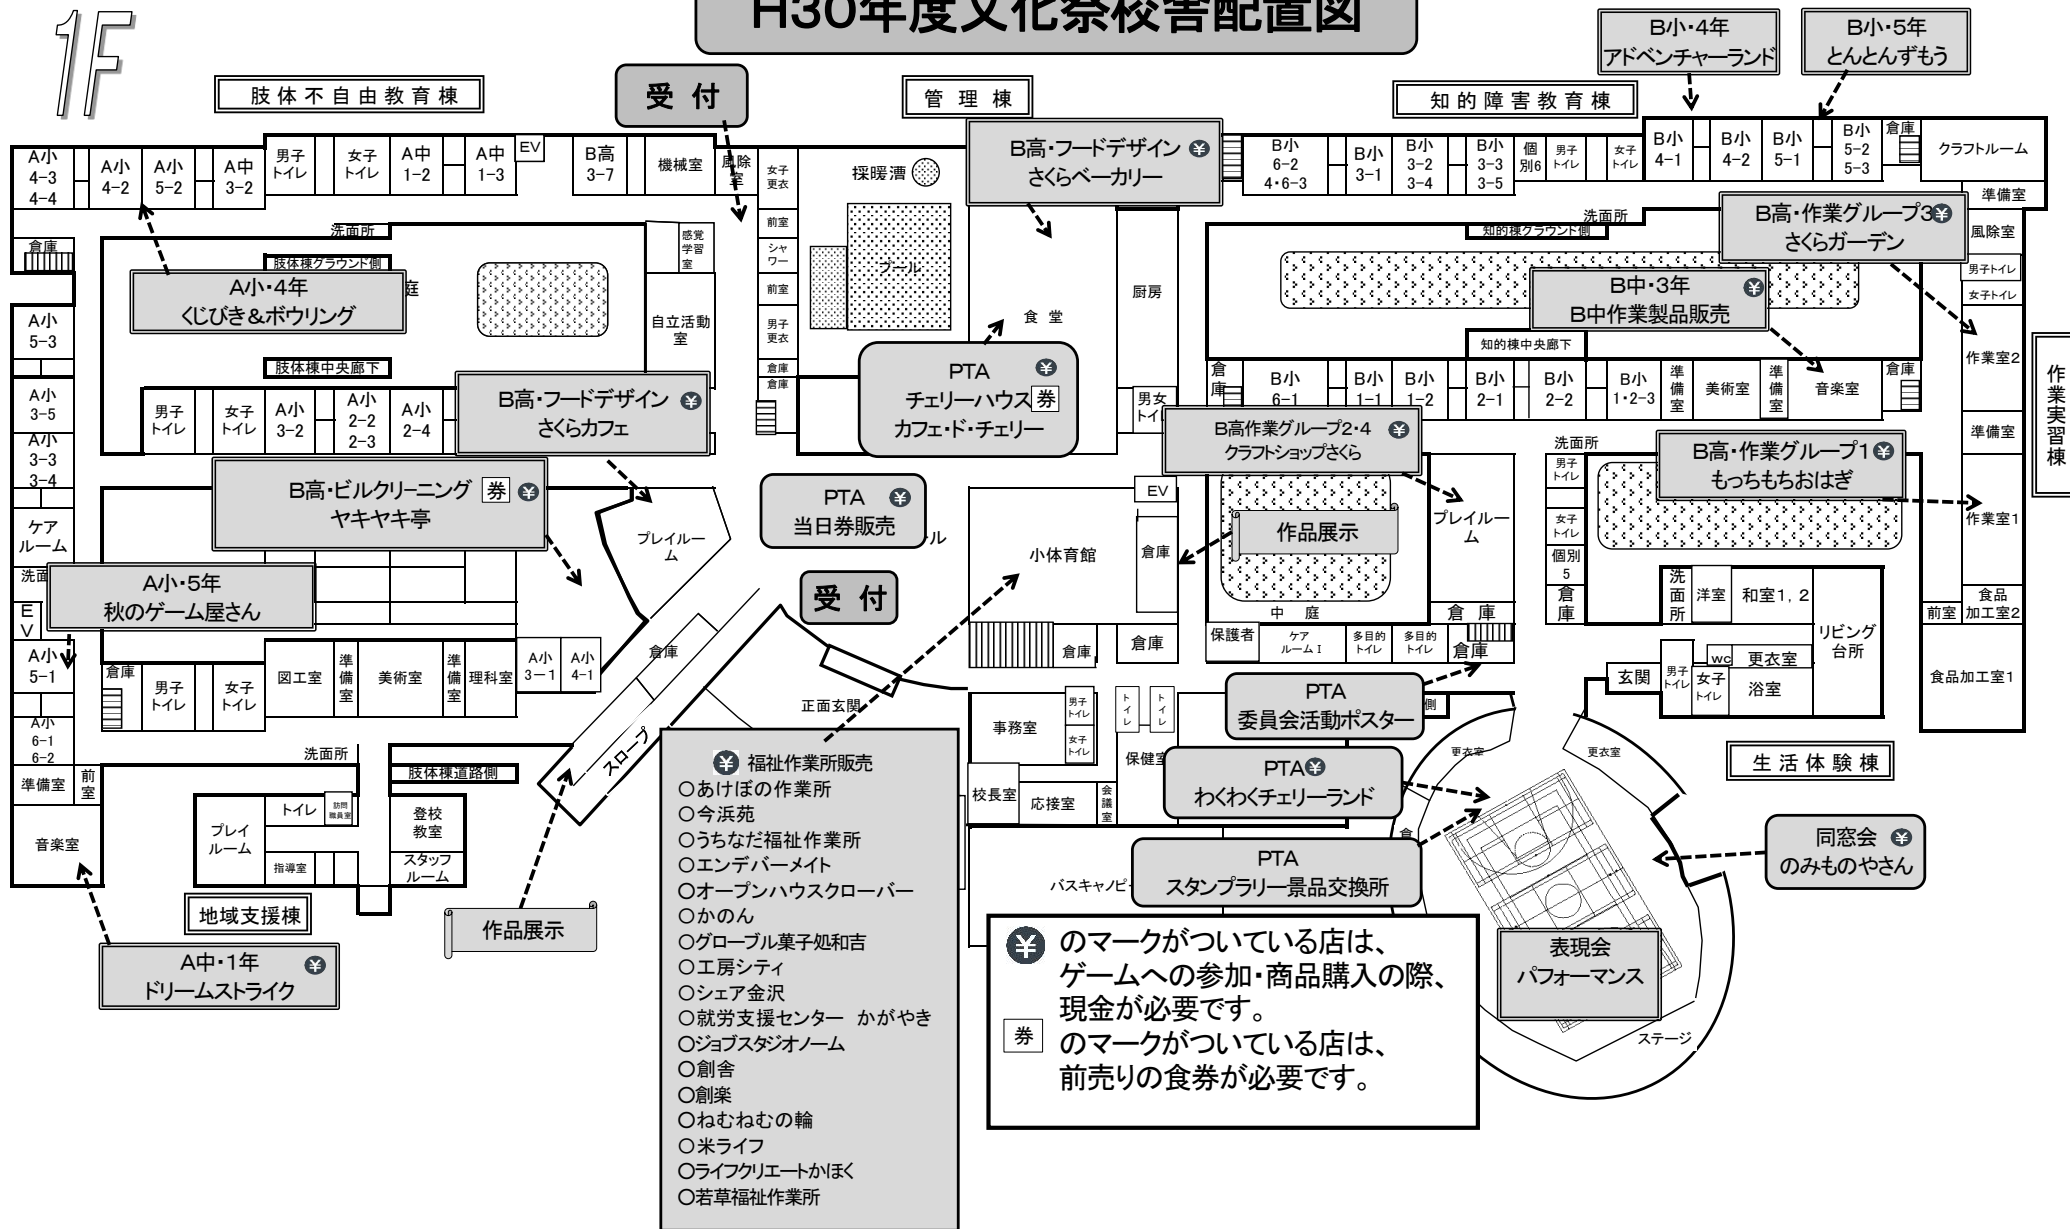 1F
H30年度文化祭校舎配置図
肢体不自由教育棟
受 付
管 理 棟
知的障害教育棟
B小・4年
アドベンチャーランド
B小・5年
とんとんずもう
A小
4-3
4-4
A小
4-2
A小
5-2
A中
3-2
男子
トイレ
女子
トイレ
A中
1-2
A中
1-3
EV
B高
3-7
機械室
風除
室
女子
更衣
採暖漕
B高・フードデザイン ¥
さくらベーカリー
B小
6-2
4・6-3
B小
3-1
B小
3-2
3-4
B小
3-3
3-5
個
別6
男子
トイレ
女子
トイレ
B小
4-1
B小
4-2
B小
5-1
B小
5-2
5-3
倉庫
クラフトルーム
準備室
倉庫
洗面所
肢体棟グラウンド側
A小・4年
くじびき&ボウリング
庭
感覚
学習
室
自立活動
室
前室
シャ
ワー
前室
男子
更衣
倉庫
倉庫
プール
食 堂
厨房
洗面所
知的棟グラウンド側
B高・作業グループ3 ¥
さくらガーデン
風除室
男子トイレ
女子トイレ
B中・3年 ¥
B中作業製品販売
知的棟中央廊下
作業室2
作業実習棟
A小
5-3
肢体棟中央廊下
A小
3-5
A小
3-3
3-4
男子
トイレ
女子
トイレ
A小
3-2
A小
2-2
2-3
A小
2-4
B高・フードデザイン ¥
さくらカフェ
PTA ¥
チェリーハウス 券
カフェ・ド・チェリー
男女
トイレ
倉
庫
B小
6-1
B小
1-1
B小
1-2
B小
2-1
B小
2-2
B小
1・2-3
準
備
室
美術室
準
備
室
音楽室
倉庫
準備室
B高作業グループ2・4 ¥
クラフトショップさくら
洗面所
男子
トイレ
B高・作業グループ1 ¥
もっちもちおはぎ
B高・ビルクリーニング 券 ¥
ヤキヤキ亭
PTA ¥
当日券販売
ル
EV
ケア
ルーム
洗面
プレイルー
ム
小体育館
倉庫
作品展示
プレイルー
ム
女子
トイレ
個別
5
倉
庫
作業室1
A小・5年
秋のゲーム屋さん
E
V
受 付
中 庭
倉 庫
洗
面
所
洋室
和室1,2
リビング
台所
前室
食品
加工室2
A小
5-1
倉庫
男子
トイレ
女子
トイレ
図工室
準
備
室
美術室
準
備
室
理科室
A小
3-1
A小
4-1
倉庫
倉庫
倉庫
保護者
ケア
ルームⅠ
多目的
トイレ
多目的
トイレ
倉庫
玄関
男子
トイレ
女子
トイレ
wc
更衣室
浴室
食品加工室1
A小
6-1
6-2
準備室
前
室
洗面所
肢体棟道路側
スロープ
正面玄関
事務室
男子
トイレ
女子
トイレ
トイレ
トイレ
保健室
PTA
委員会活動ポスター
側
更衣室
更衣室
生活体験棟
音楽室
プレイ
ルーム
トイレ
訪問
職員室
指導室
登校
教室
スタッフ
ルーム
校長室
応接室
会
議
室
PTA ¥
わくわくチェリーランド
PTA
スタンプラリー景品交換所
バスキャノピー
同窓会 ¥
のみものやさん
地域支援棟
作品展示
A中・1年 ¥
ドリームストライク
¥ 福祉作業所販売
○あけぼの作業所
○今浜苑
○うちなだ福祉作業所
○エンデバーメイト
○オープンハウスクローバー
○かのん
○グローブル菓子処和吉
○工房シティ
○シェア金沢
○就労支援センター かがやき
○ジョブスタジオノーム
○創舎
○創楽
○ねむねむの輪
○米ライフ
○ライフクリエートかほく
○若草福祉作業所
¥ のマークがついている店は、
ゲームへの参加・商品購入の際、
現金が必要です。
券 のマークがついている店は、
前売りの食券が必要です。
表現会
パフォーマンス
ステージ